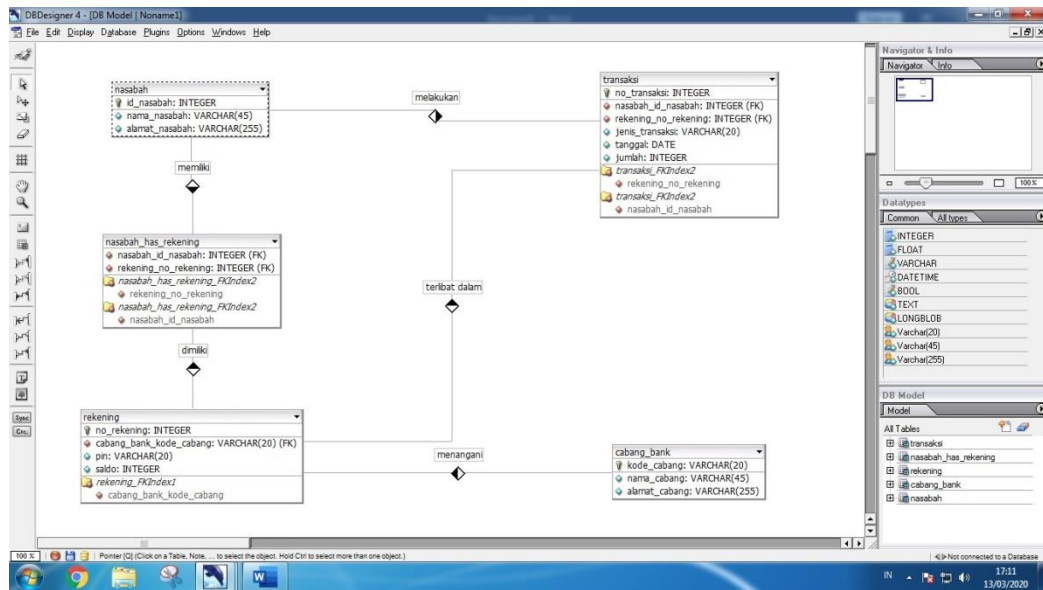 DBDesigner 4 - [DB Model | Noname1]
File Edit Display Database Plugins Options Windows Help
nasabah
id_nasabah: INTEGER
nama_nasabah: VARCHAR(45)
alamat_nasabah: VARCHAR(255)
melakukan
transaksi
no_transaksi: INTEGER
nasabah_id_nasabah: INTEGER (FK)
rekening_no_rekening: INTEGER (FK)
jenis_transaksi: VARCHAR(20)
tanggal: DATE
jumlah: INTEGER
transaksi_FKIndex2
rekening_no_rekening
transaksi_FKIndex2
nasabah_id_nasabah
memiliki
nasabah_has_rekening
nasabah_id_nasabah: INTEGER (FK)
rekening_no_rekening: INTEGER (FK)
nasabah_has_rekening_FKIndex2
rekening_no_rekening
nasabah_has_rekening_FKIndex2
nasabah_id_nasabah
terlibat dalam
dimiliki
rekening
no_rekening: INTEGER
cabang_bank_kode_cabang: VARCHAR(20) (FK)
pin: VARCHAR(20)
saldo: INTEGER
rekening_FKIndex1
cabang_bank_kode_cabang
menangani
cabang_bank
kode_cabang: VARCHAR(20)
nama_cabang: VARCHAR(45)
alamat_cabang: VARCHAR(255)
Navigator & Info
Navigator Info
100 X
Datatypes
Common All types
INTEGER
FLOAT
VARCHAR
DATETIME
BOOL
TEXT
LONGBLOB
Varchar(20)
Varchar(45)
Varchar(255)
DB Model
Model
All Tables
transaksi
nasabah_has_rekening
rekening
cabang_bank
nasabah
Sync
100 X
Pointer [Q] (Click on a Table, Note, ... to select the object. Hold Ctrl to select more than one object.)
Not connected to a Database
IN
17:11
13/03/2020